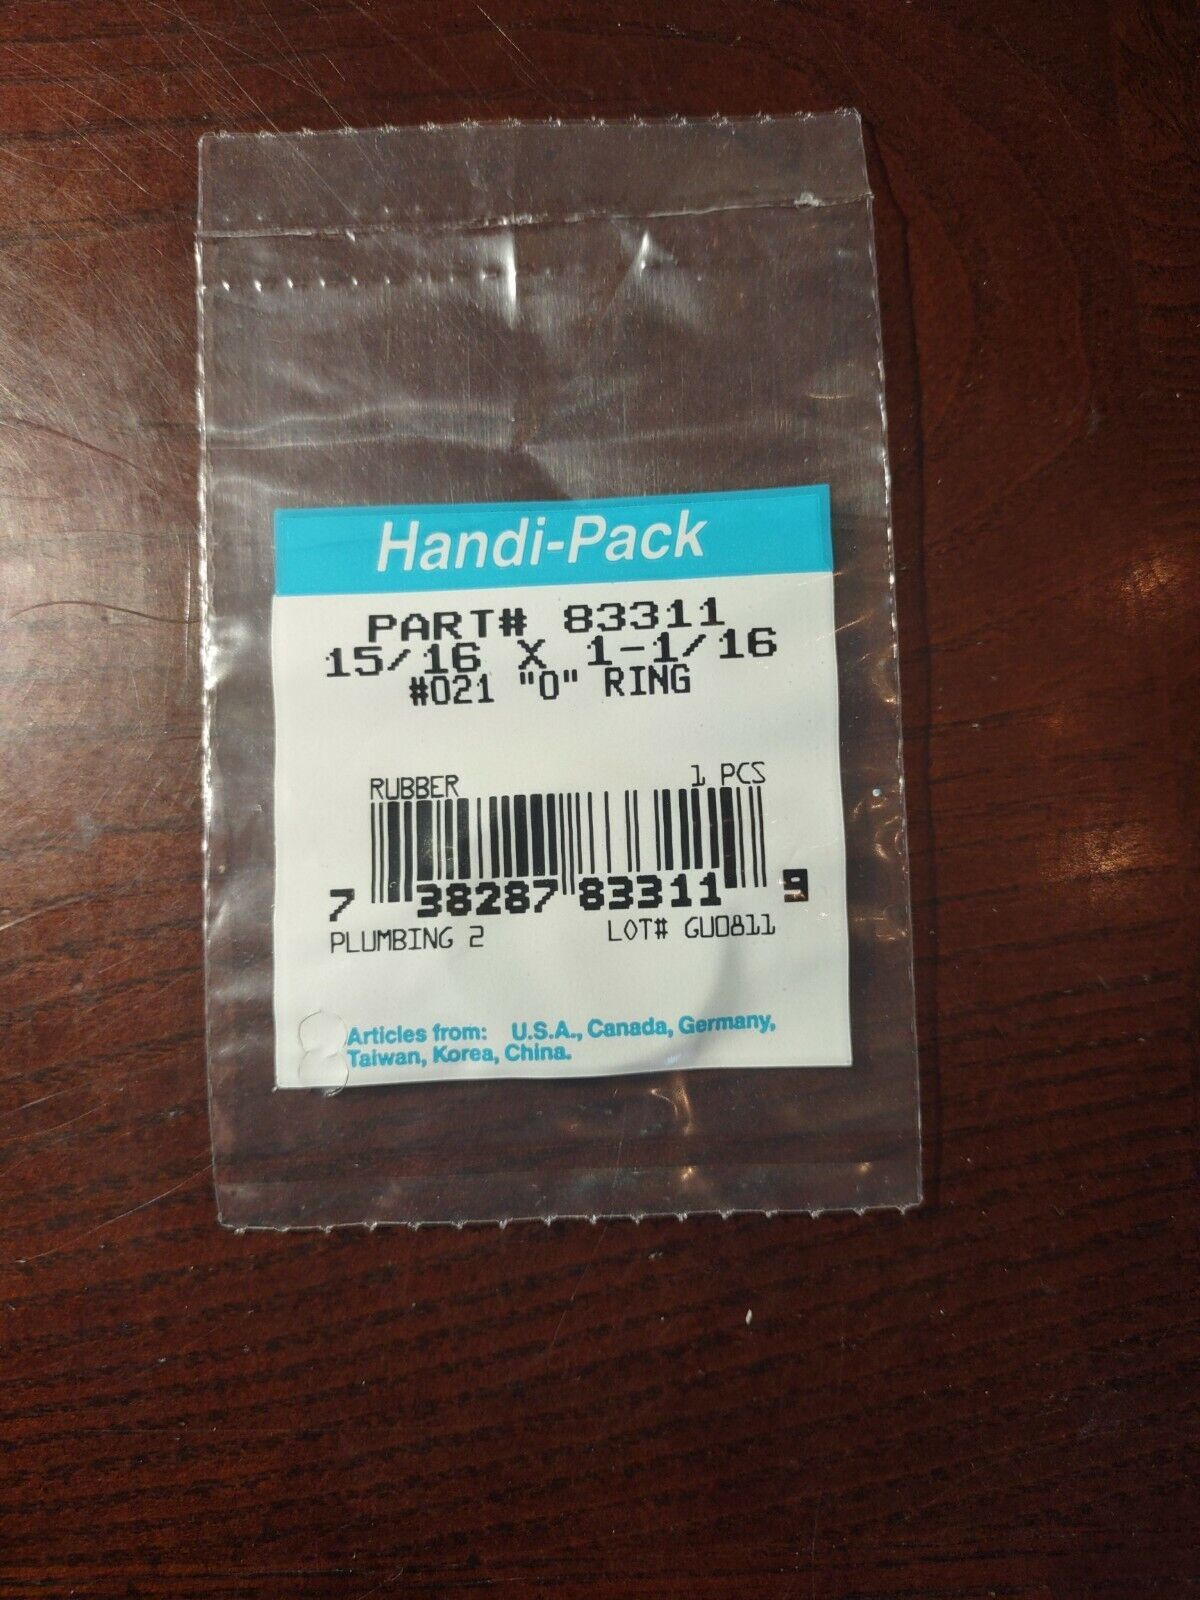 Handi-Pack
PART# 83311
15/16 X 1-1/16
#021 "O" RING
RUBBER 1 PCS
7 38287 83311 9
PLUMBING 2 LOT# GU0811
Articles from: U.S.A., Canada, Germany,
Taiwan, Korea, China.